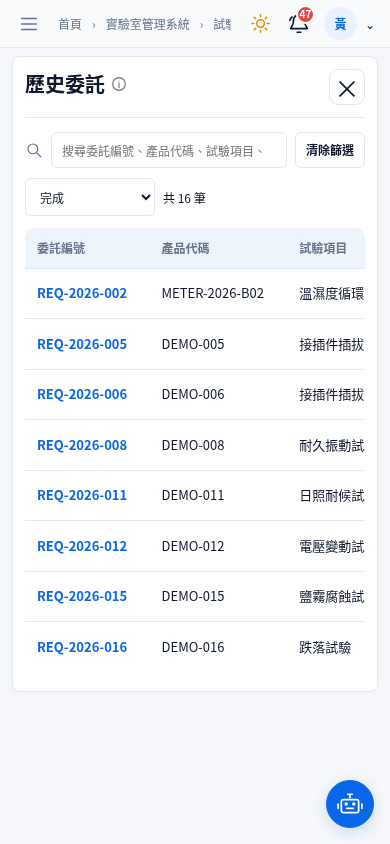 首頁 › 實驗室管理系統 › 試
47
黃
歷史委託
搜尋委託編號、產品代碼、試驗項目、
清除篩選
完成
共 16 筆
委託編號 產品代碼 試驗項目
REQ-2026-002 METER-2026-B02 溫濕度循環
REQ-2026-005 DEMO-005 接插件插拔
REQ-2026-006 DEMO-006 接插件插拔
REQ-2026-008 DEMO-008 耐久振動試
REQ-2026-011 DEMO-011 日照耐候試
REQ-2026-012 DEMO-012 電壓變動試
REQ-2026-015 DEMO-015 鹽霧腐蝕試
REQ-2026-016 DEMO-016 跌落試驗